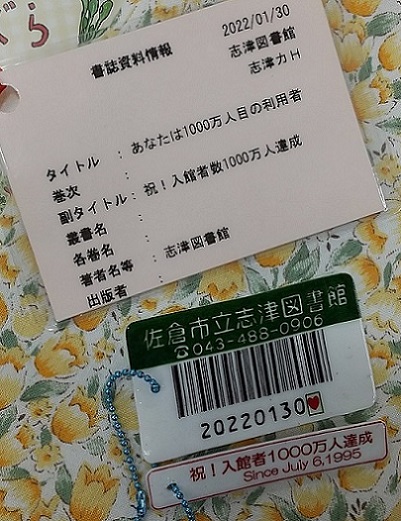 くら
書誌資料情報
2022/01/30
志津図書館
志津カH
タイトル : あなたは1000万人目の利用者
巻次 :
副タイトル : 祝！入館者数1000万人達成
叢書名 :
各巻名 :
著者名等 : 志津図書館
出版者 :
佐倉市立志津図書館
☎043-488-0906
20220130
祝！入館者1000万人達成
Since July 6,1995